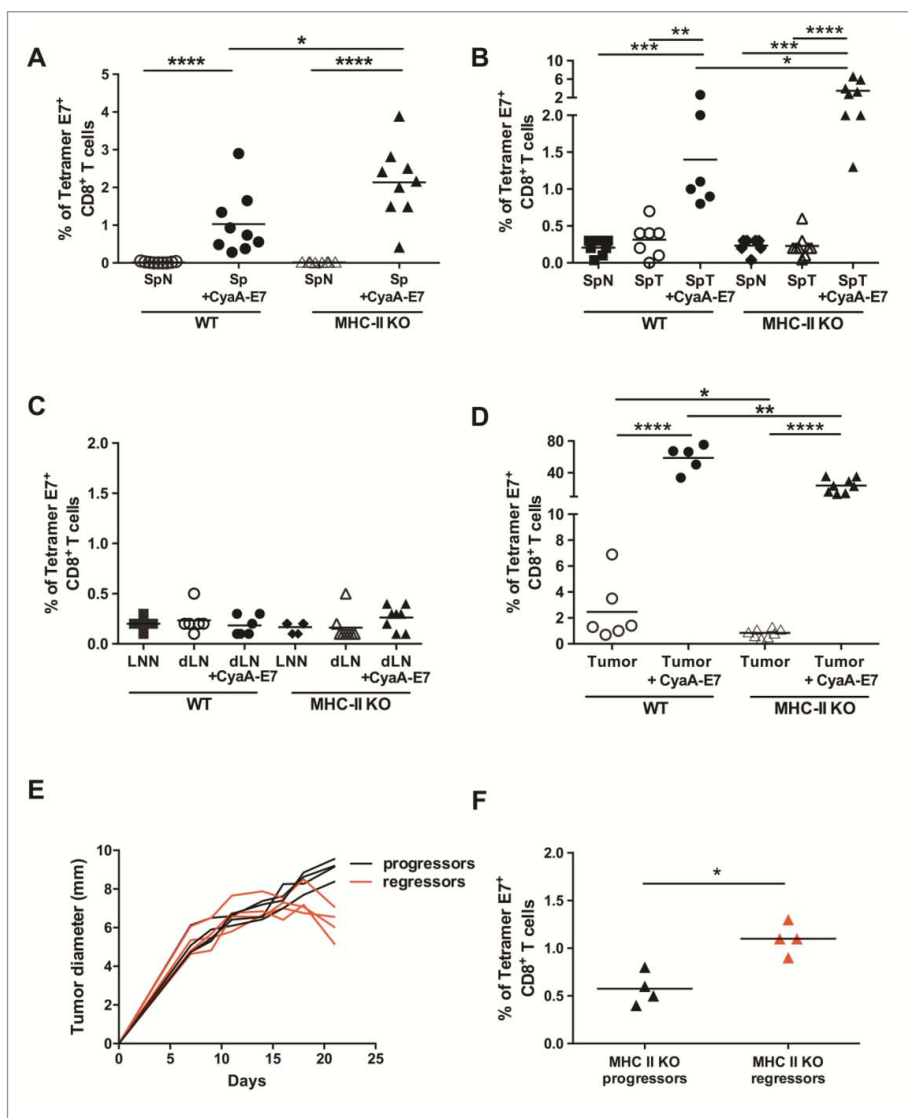 A
% of Tetramer E7+
CD8+ T cells
5
4
3
2
1
0
****
*
****
SpN
Sp
+CyaA-E7
SpN
Sp
+CyaA-E7
WT
MHC-II KO
B
% of Tetramer E7+
CD8+ T cells
10
6
2
2.0
1.5
1.0
0.5
0.0
**
***
****
***
*
SpN
SpT
SpT
+CyaA-E7
SpN
SpT
SpT
+CyaA-E7
WT
MHC-II KO
C
% of Tetramer E7+
CD8+ T cells
2.0
1.5
1.0
0.5
0.0
LNN
dLN
dLN
+CyaA-E7
LNN
dLN
dLN
+CyaA-E7
WT
MHC-II KO
D
% of Tetramer E7+
CD8+ T cells
80
40
6
4
2
0
*
**
****
****
Tumor
Tumor
+ CyaA-E7
Tumor
Tumor
+ CyaA-E7
WT
MHC-II KO
E
Tumor diameter (mm)
10
8
6
4
2
0
0
5
10
15
20
25
Days
progressors
regressors
F
% of Tetramer E7+
CD8+ T cells
2.0
1.5
1.0
0.5
0.0
*
MHC II KO
progressors
MHC II KO
regressors